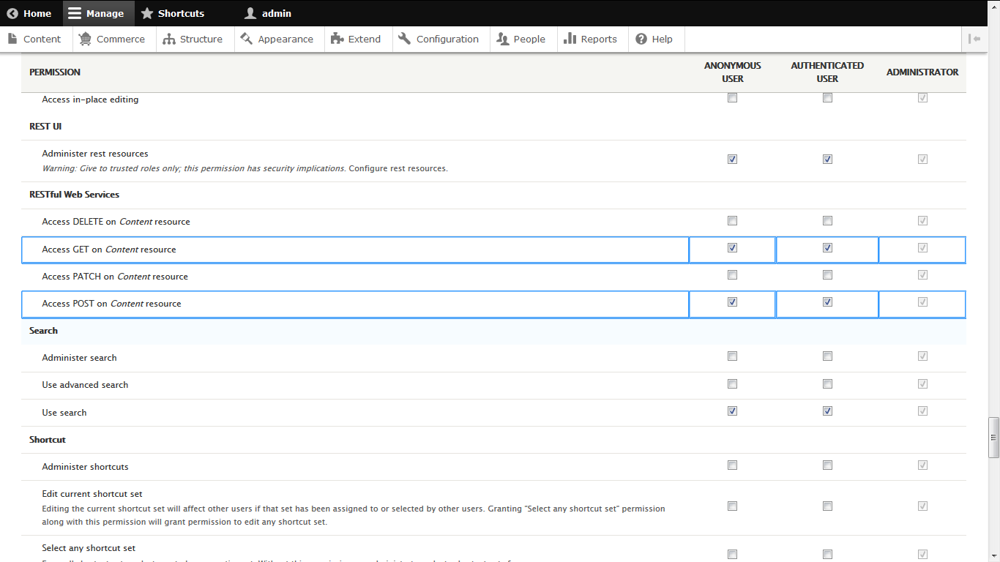 Home Manage Shortcuts admin
Content Commerce Structure Appearance Extend Configuration People Reports Help
PERMISSION ANONYMOUS USER AUTHENTICATED USER ADMINISTRATOR
Access in-place editing
REST UI
Administer rest resources
Warning: Give to trusted roles only; this permission has security implications. Configure rest resources.
RESTful Web Services
Access DELETE on Content resource
Access GET on Content resource
Access PATCH on Content resource
Access POST on Content resource
Search
Administer search
Use advanced search
Use search
Shortcut
Administer shortcuts
Edit current shortcut set
Editing the current shortcut set will affect other users if that set has been assigned to or selected by other users. Granting "Select any shortcut set" permission
along with this permission will grant permission to edit any shortcut set.
Select any shortcut set